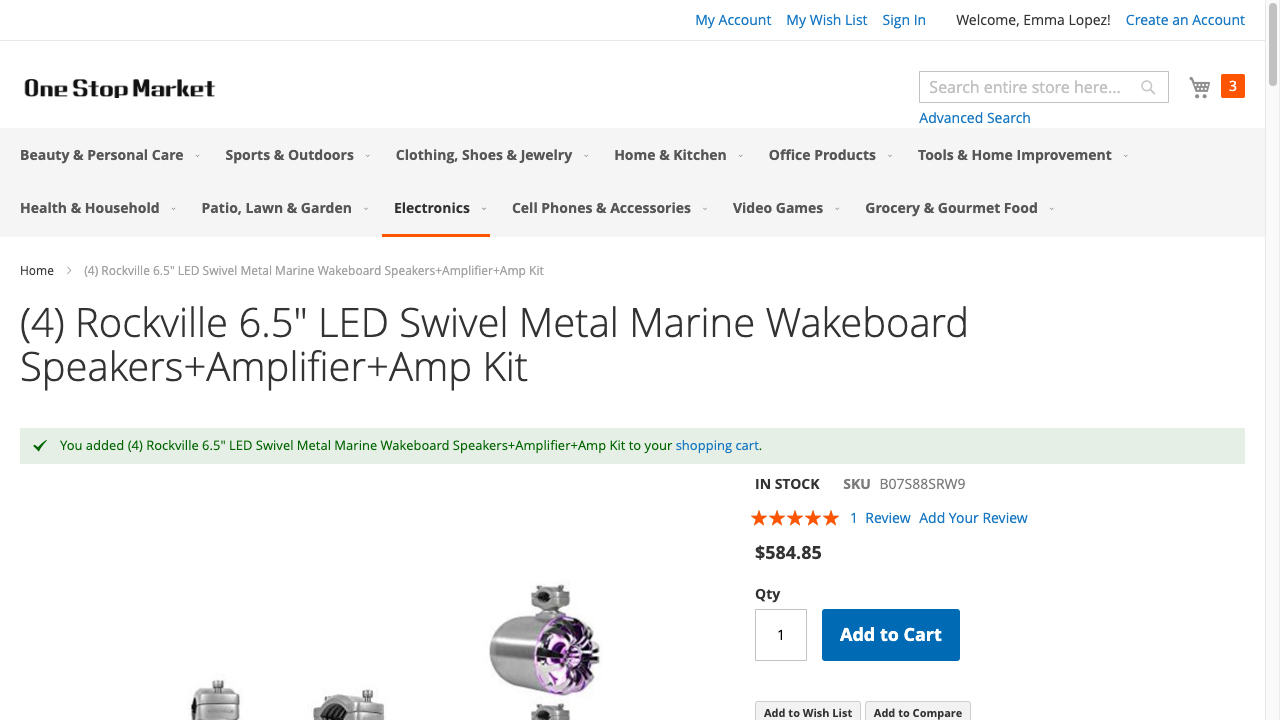 My Account My Wish List Sign In Welcome, Emma Lopez! Create an Account
One Stop Market
Search entire store here...
3
Advanced Search
Beauty & Personal Care Sports & Outdoors Clothing, Shoes & Jewelry Home & Kitchen Office Products Tools & Home Improvement
Health & Household Patio, Lawn & Garden Electronics Cell Phones & Accessories Video Games Grocery & Gourmet Food
Home (4) Rockville 6.5" LED Swivel Metal Marine Wakeboard Speakers+Amplifier+Amp Kit
(4) Rockville 6.5" LED Swivel Metal Marine Wakeboard
Speakers+Amplifier+Amp Kit
You added (4) Rockville 6.5" LED Swivel Metal Marine Wakeboard Speakers+Amplifier+Amp Kit to your shopping cart.
IN STOCK SKU B07S88SRW9
1 Review Add Your Review
$584.85
Qty
1
Add to Cart
Add to Wish List Add to Compare